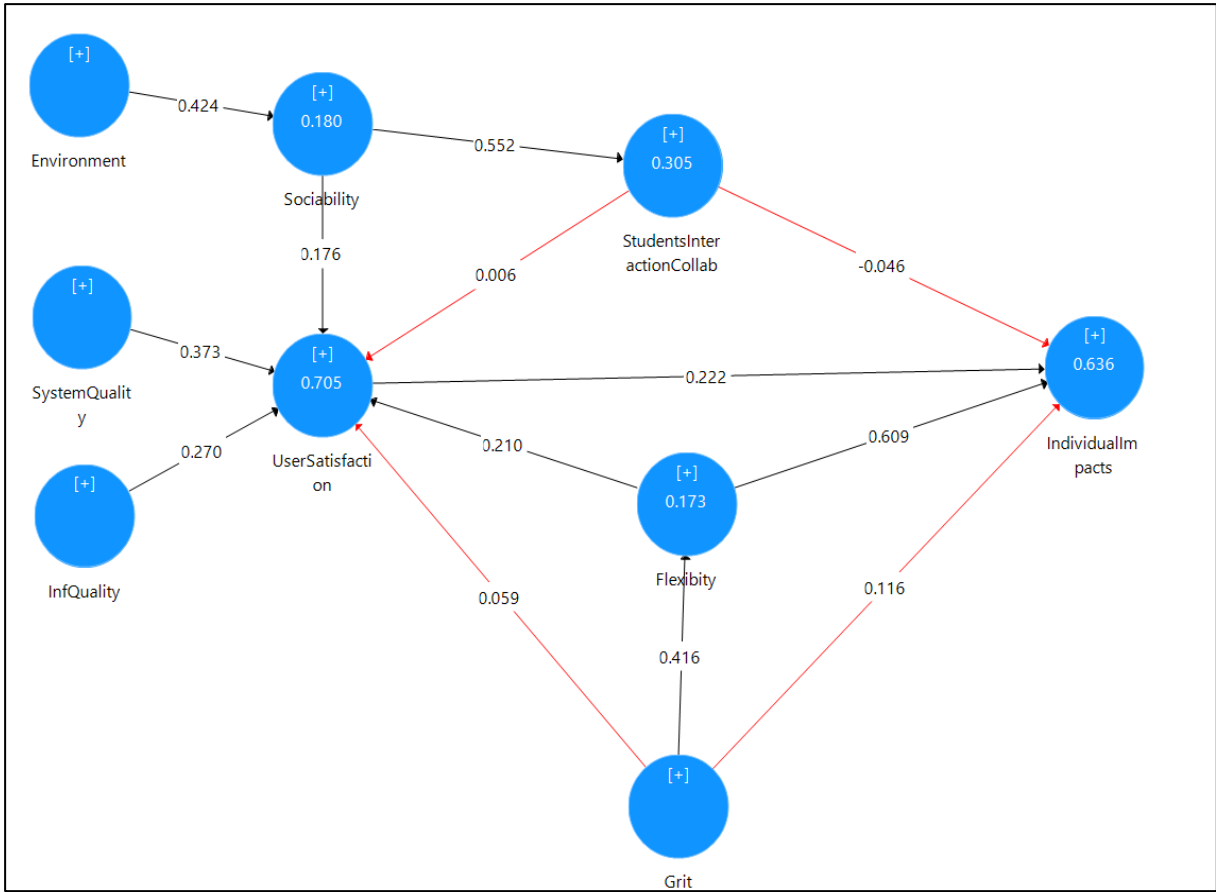 [+]
Environment
0.424
[+]
0.180
Sociability
0.552
[+]
0.305
StudentsInter
actionCollab
0.176
0.006
-0.046
[+]
SystemQualit
y
0.373
[+]
0.705
UserSatisfacti
on
0.222
[+]
0.636
IndividualIm
pacts
0.270
[+]
InfQuality
0.210
0.609
[+]
0.173
Flexibity
0.059
0.416
0.116
[+]
Grit